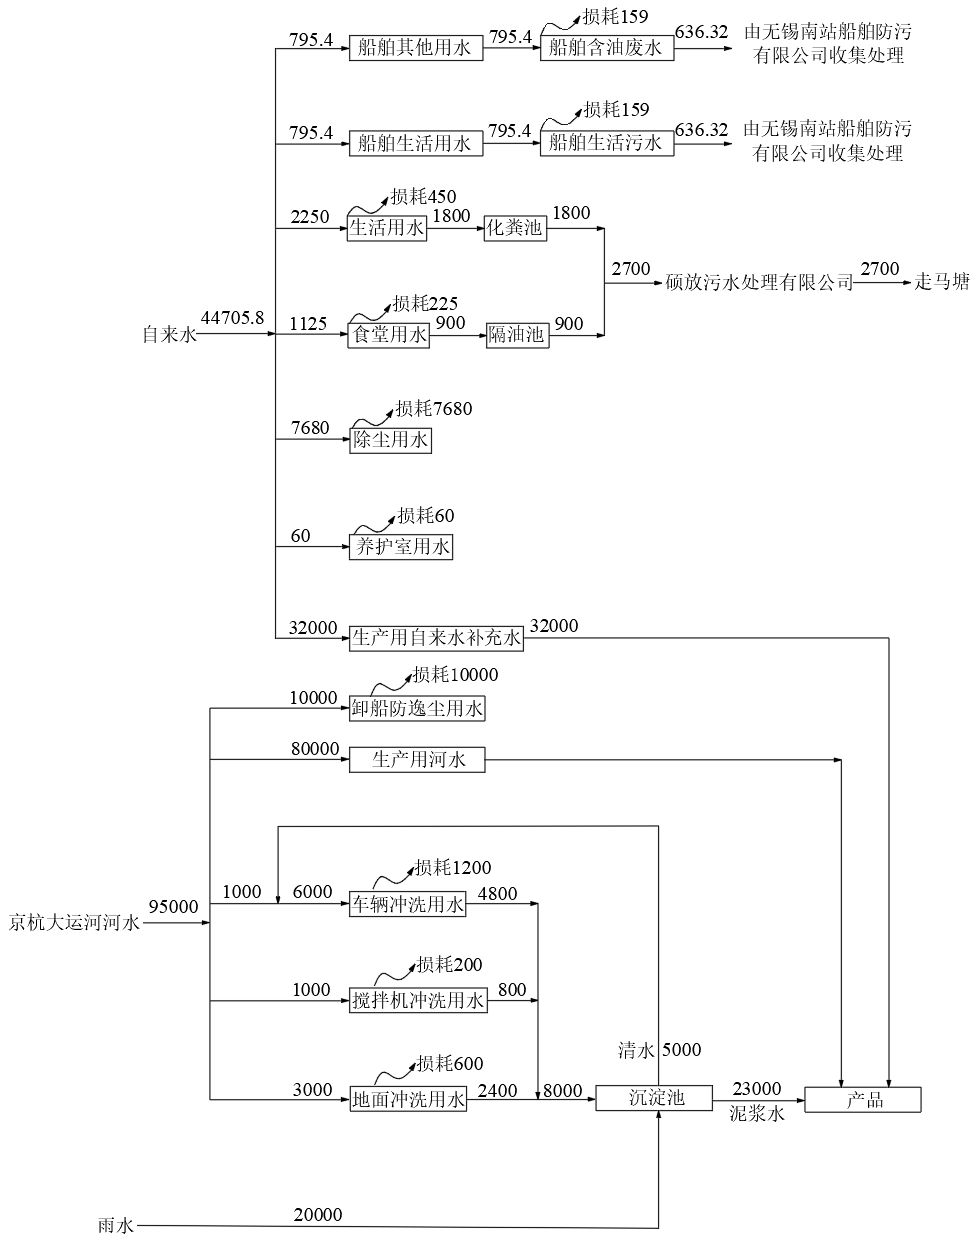 损耗159
795.4 船舶其他用水 795.4 船舶含油废水 636.32 由无锡南站船舶防污
有限公司收集处理
损耗159
795.4 船舶生活用水 795.4 船舶生活污水 636.32 由无锡南站船舶防污
有限公司收集处理
损耗450
2250 生活用水 1800 化粪池 1800
2700 硕放污水处理有限公司 2700 走马塘
损耗225
自来水 44705.8 1125 食堂用水 900 隔油池 900
损耗7680
7680 除尘用水
损耗60
60 养护室用水
32000 生产用自来水补充水 32000
损耗10000
10000 卸船防逸尘用水
80000 生产用河水
损耗1200
1000 6000 车辆冲洗用水 4800
京杭大运河河水 95000
损耗200
1000 搅拌机冲洗用水 800
清水 5000
损耗600
3000 地面冲洗用水 2400 8000 沉淀池 23000 产品
泥浆水
雨水 20000